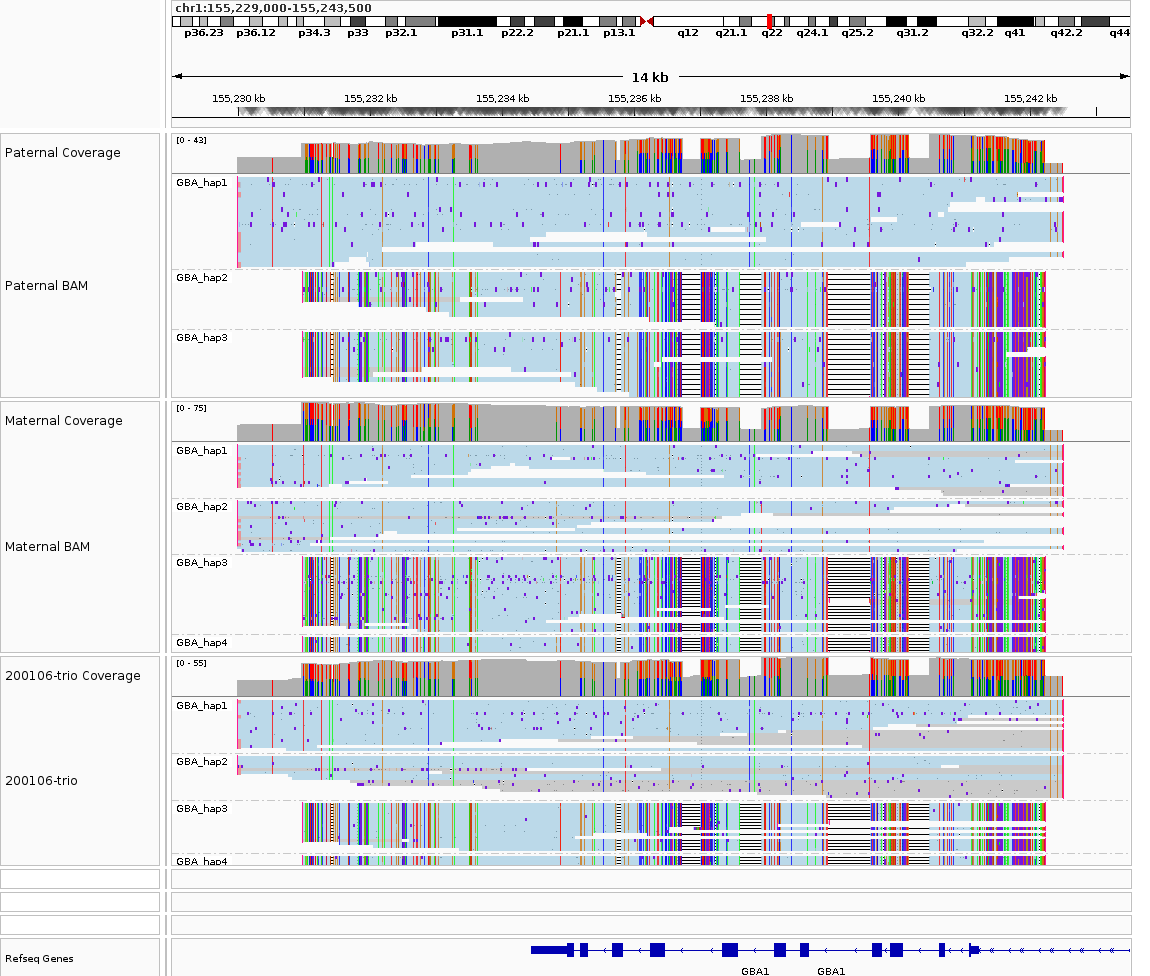 chr1:155,229,000-155,243,500
p36.23 p36.12 p34.3 p33 p32.1 p31.1 p22.2 p21.1 p13.1 q12 q21.1 q22 q24.1 q25.2 q31.2 q32.2 q41 q42.2 q44
14 kb
155,230 kb 155,232 kb 155,234 kb 155,236 kb 155,238 kb 155,240 kb 155,242 kb
Paternal Coverage
[0 - 43]
GBA_hap1
Paternal BAM
GBA_hap2
GBA_hap3
Maternal Coverage
[0 - 75]
GBA_hap1
GBA_hap2
Maternal BAM
GBA_hap3
GBA_hap4
200106-trio Coverage
[0 - 55]
GBA_hap1
GBA_hap2
200106-trio
GBA_hap3
GBA_hap4
Refseq Genes
GBA1 GBA1